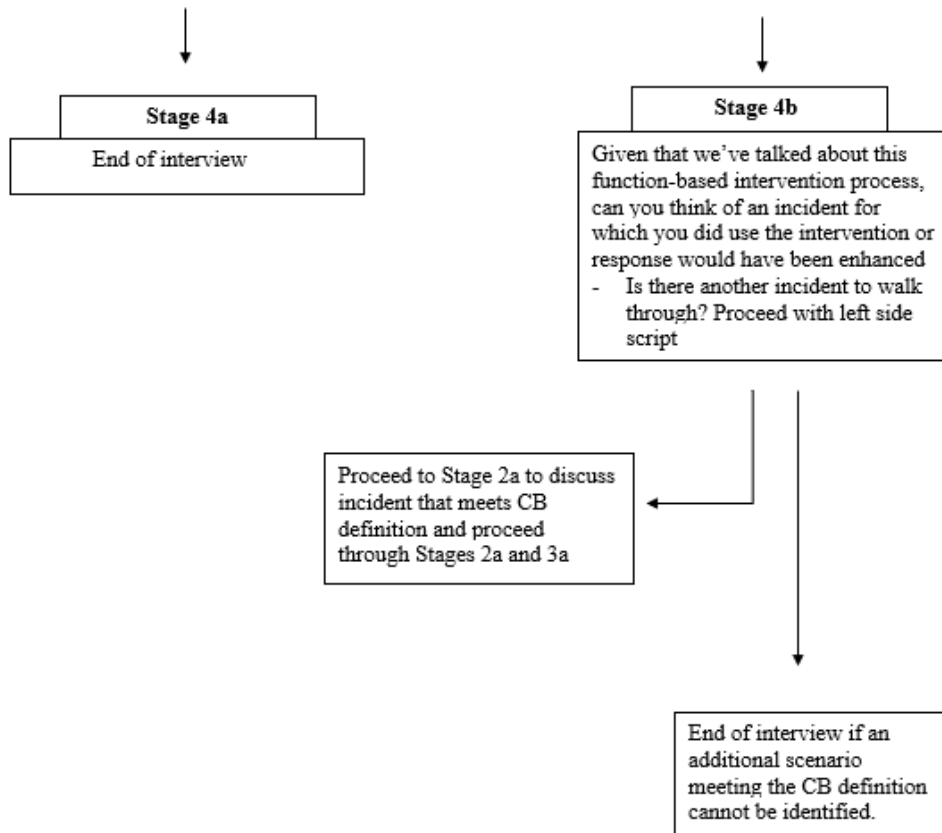 Stage 4a
End of interview
Stage 4b
Given that we’ve talked about this
function-based intervention process,
can you think of an incident for
which you did use the intervention or
response would have been enhanced
- Is there another incident to walk
through? Proceed with left side
script
Proceed to Stage 2a to discuss
incident that meets CB
definition and proceed
through Stages 2a and 3a
End of interview if an
additional scenario
meeting the CB definition
cannot be identified.